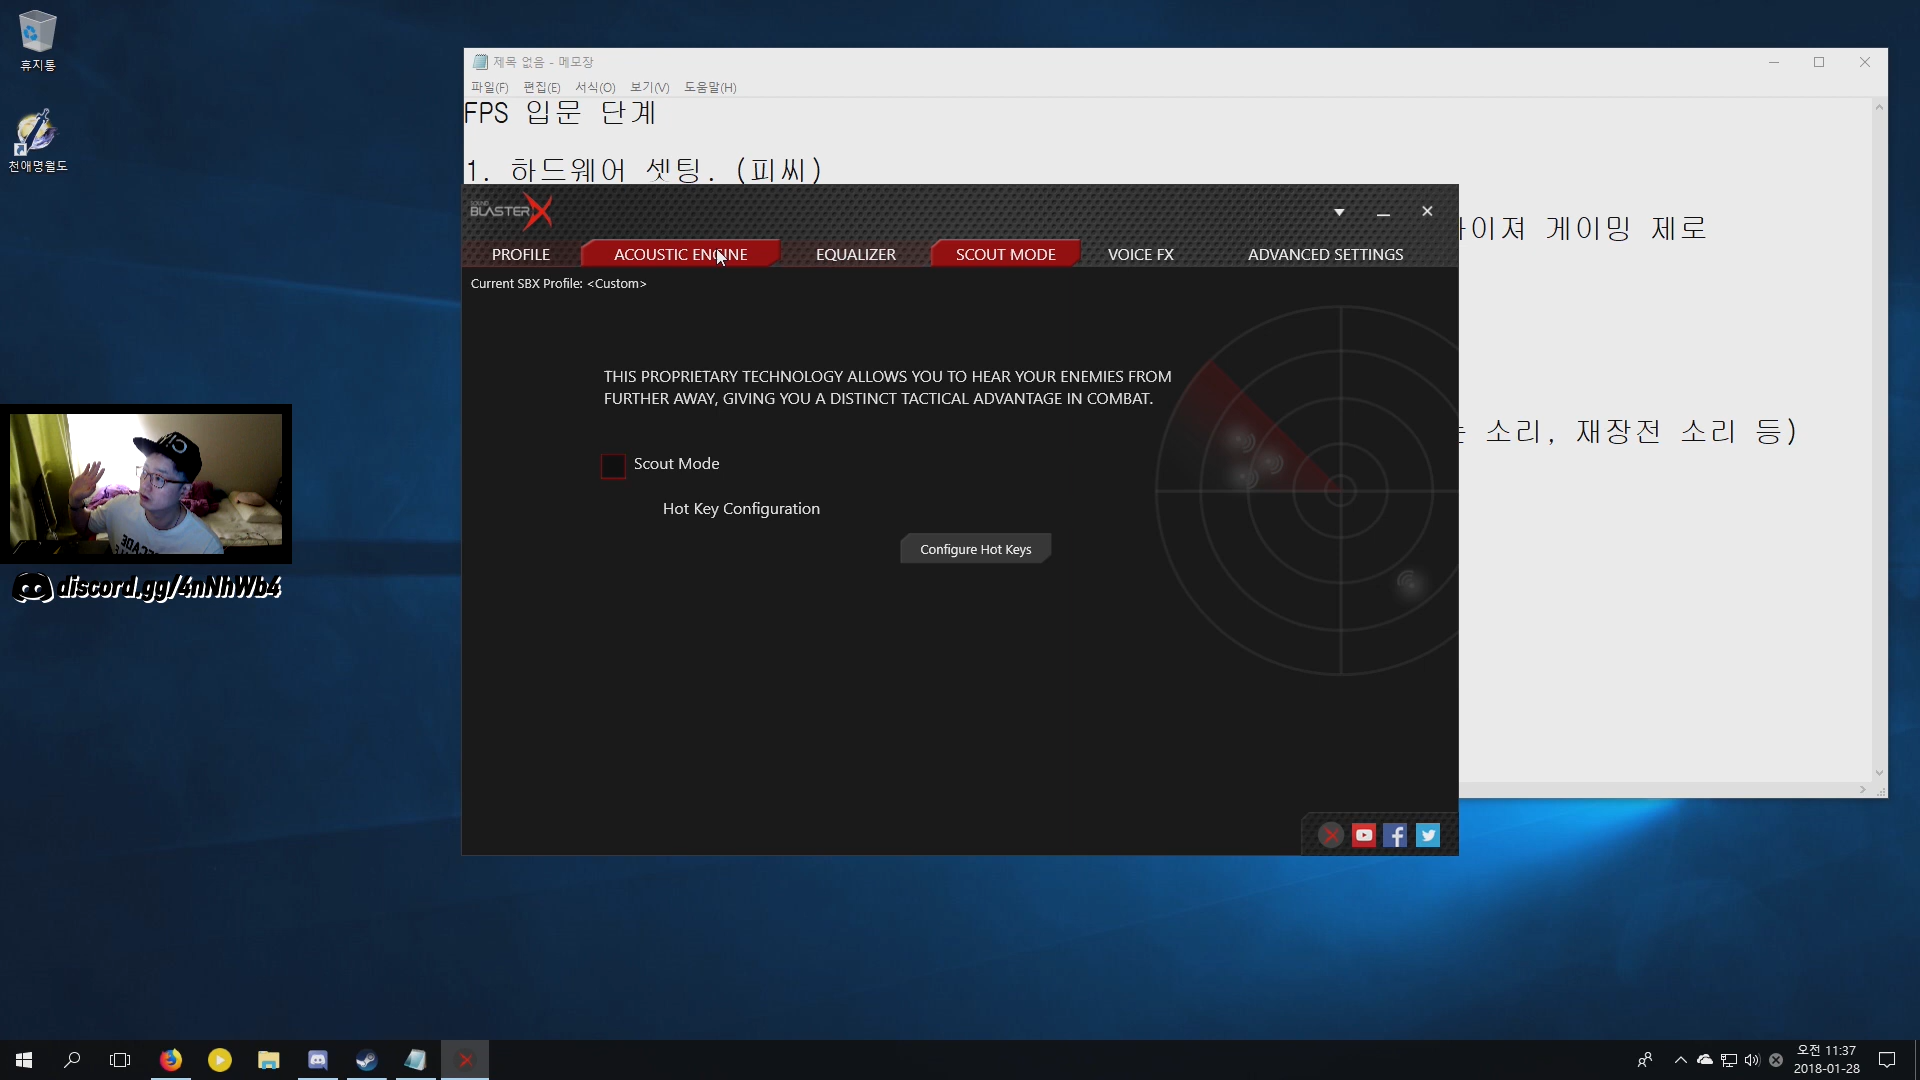 휴지통
천애명월도
제목 없음 - 메모장
파일(F) 편집(E) 서식(O) 보기(V) 도움말(H)
FPS 입문 단계
1. 하드웨어 셋팅. (피씨)
이져 게이밍 제로
소리, 재장전 소리 등)
SOUND
BLASTERX
PROFILE ACOUSTIC ENGINE EQUALIZER SCOUT MODE VOICE FX ADVANCED SETTINGS
Current SBX Profile: <Custom>
THIS PROPRIETARY TECHNOLOGY ALLOWS YOU TO HEAR YOUR ENEMIES FROM
FURTHER AWAY, GIVING YOU A DISTINCT TACTICAL ADVANTAGE IN COMBAT.
Scout Mode
Hot Key Configuration
Configure Hot Keys
discord.gg/4nNhWb4
오전 11:37
2018-01-28